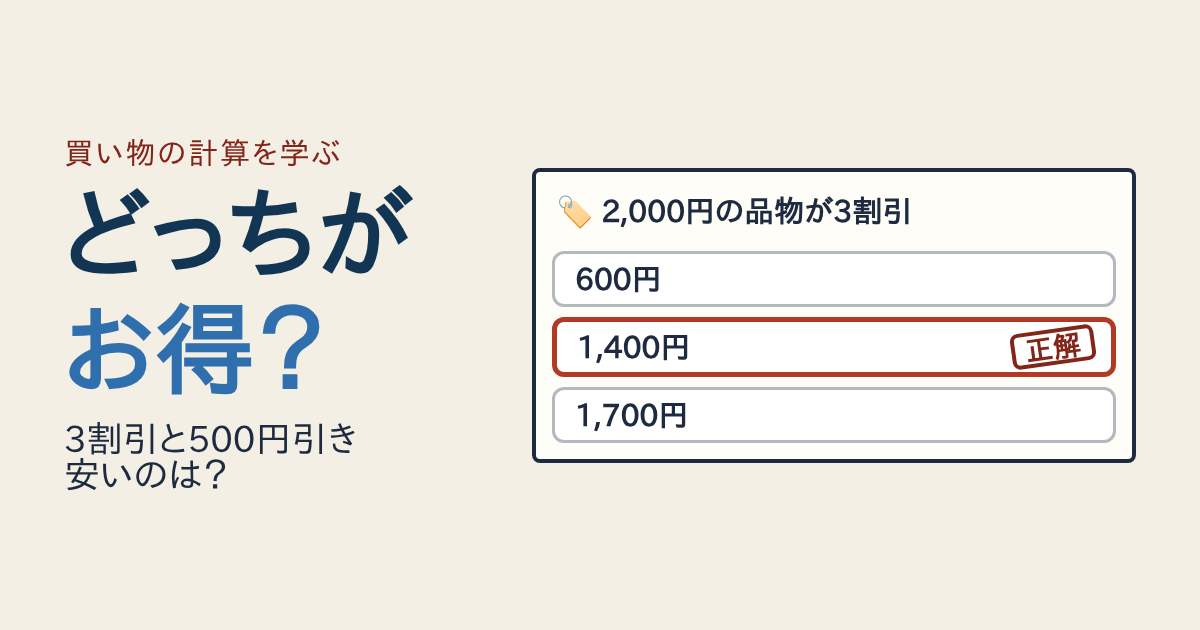 買い物の計算を学ぶ
どっちが
お得？
3割引と500円引き
安いのは？
2,000円の品物が3割引
600円
1,400円
正解
1,700円